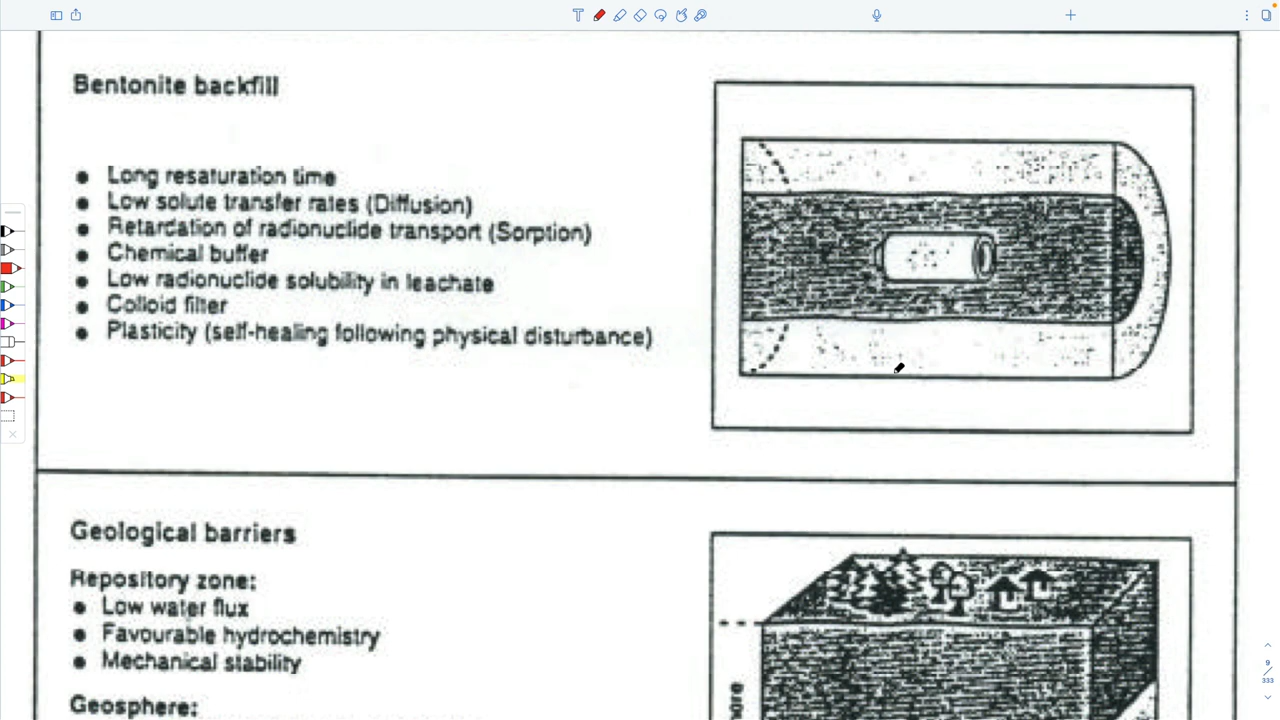 Bentonite backfill
● Long resaturation time
● Low solute transfer rates (Diffusion)
● Retardation of radionuclide transport (Sorption)
● Chemical buffer
● Low radionuclide solubility in leachate
● Colloid filter
● Plasticity (self-healing following physical disturbance)
Geological barriers
Repository zone:
● Low water flux
● Favourable hydrochemistry
● Mechanical stability
Geosphere:
9
333